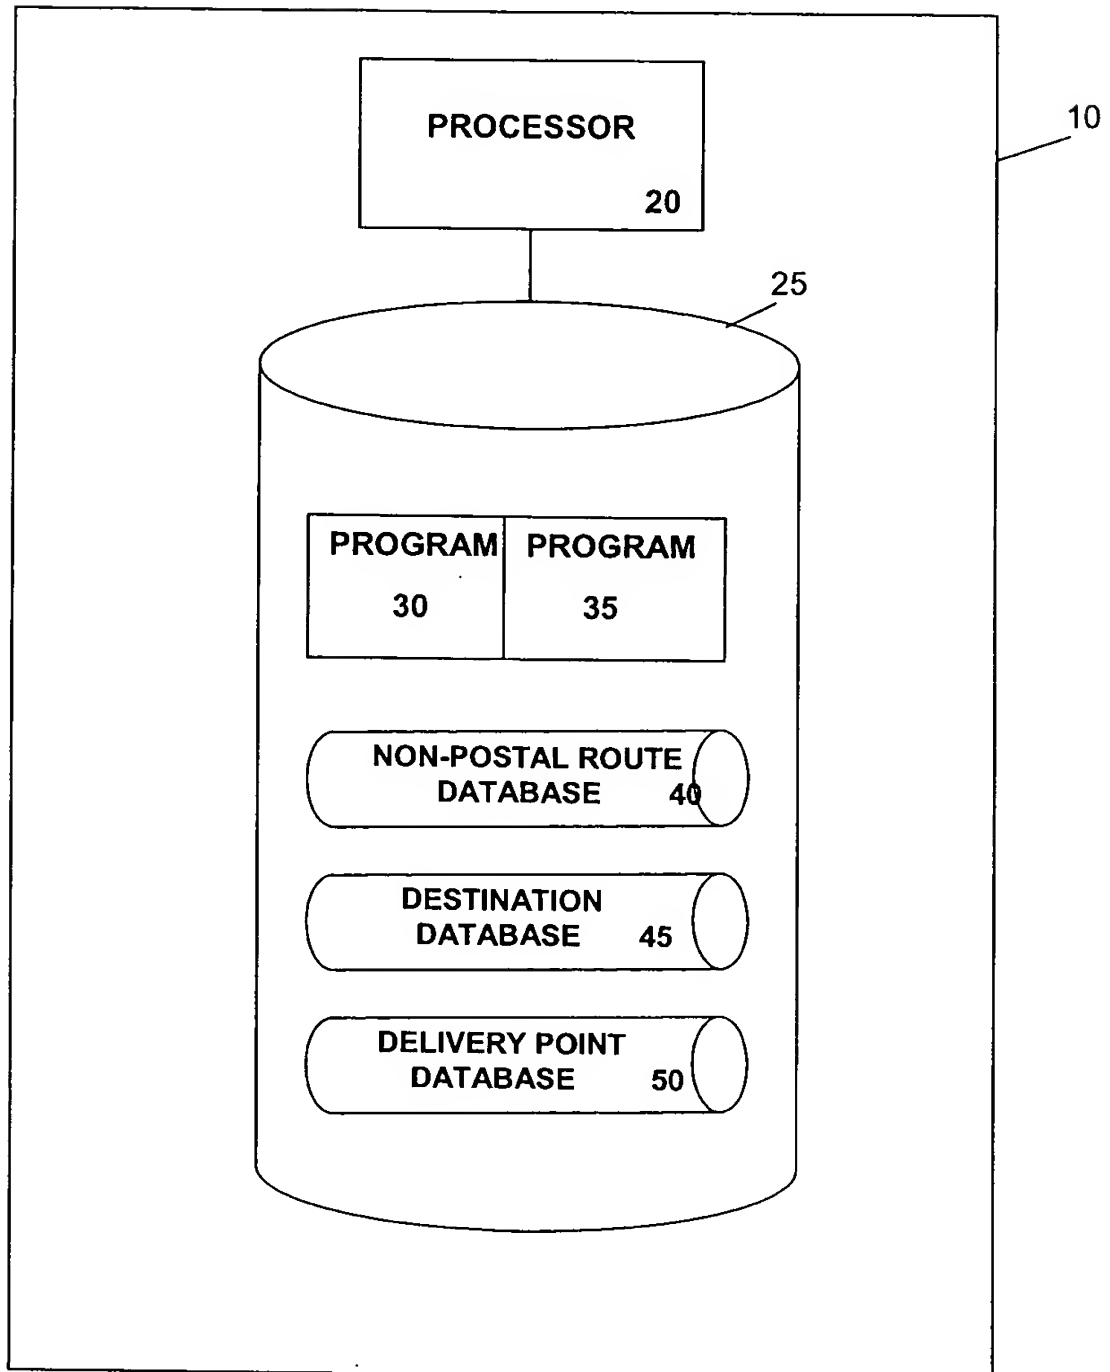 PROCESSOR
20
10
25
PROGRAM PROGRAM
30 35
NON-POSTAL ROUTE
DATABASE 40
DESTINATION
DATABASE 45
DELIVERY POINT
DATABASE 50